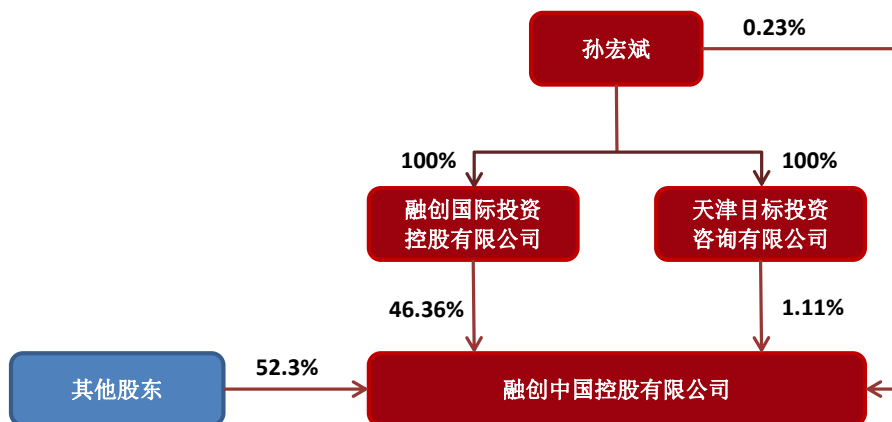 0.23%
孙宏斌
100%
100%
融创国际投资
控股有限公司
天津目标投资
咨询有限公司
46.36%
1.11%
其他股东
52.3%
融创中国控股有限公司